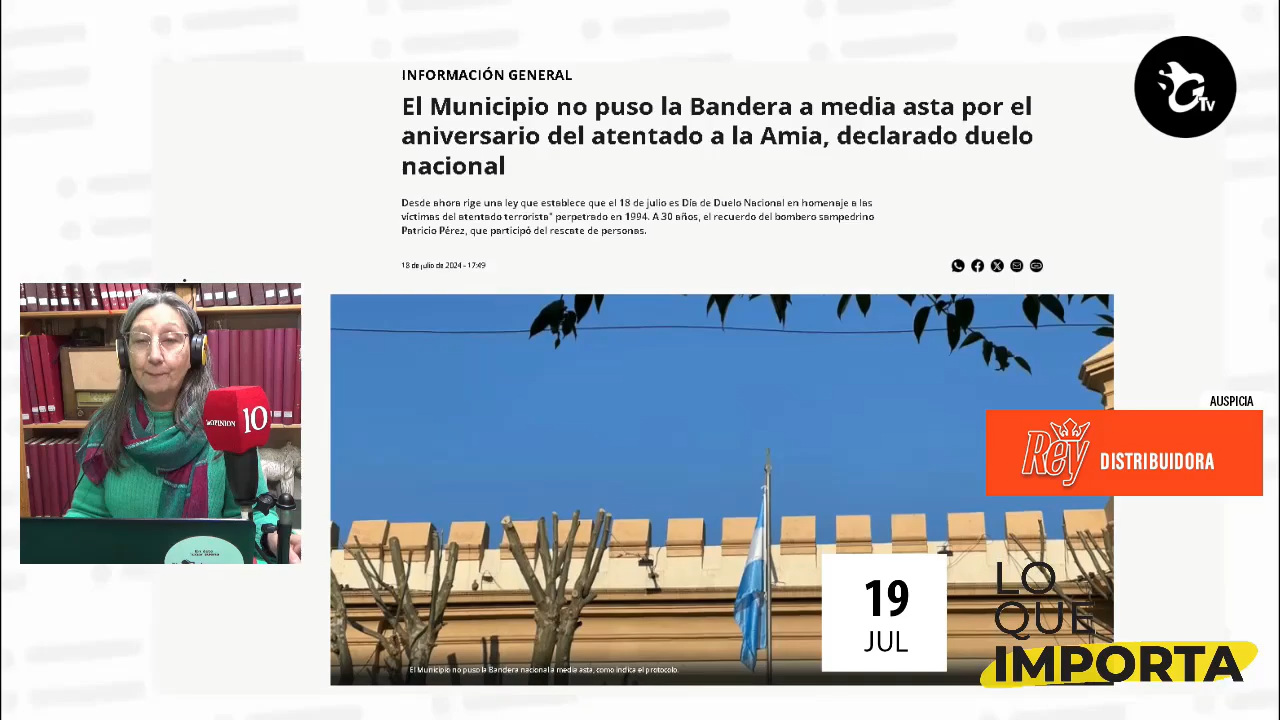 INFORMACIÓN GENERAL
El Municipio no puso la Bandera a media asta por el
aniversario del atentado a la Amia, declarado duelo
nacional
Desde ahora rige una ley que establece que el 18 de julio es Día de Duelo Nacional en homenaje a las
víctimas del atentado terrorista" perpetrado en 1994. A 30 años, el recuerdo del bombero sampedrino
Patricio Pérez, que participó del rescate de personas.
18 de julio de 2024 - 17:49
GTV
LAOPINION 10
AUSPICIA
Rey DISTRIBUIDORA
El Municipio no puso la Bandera nacional a media asta, como indica el protocolo.
19
JUL
LO
QUE
IMPORTA